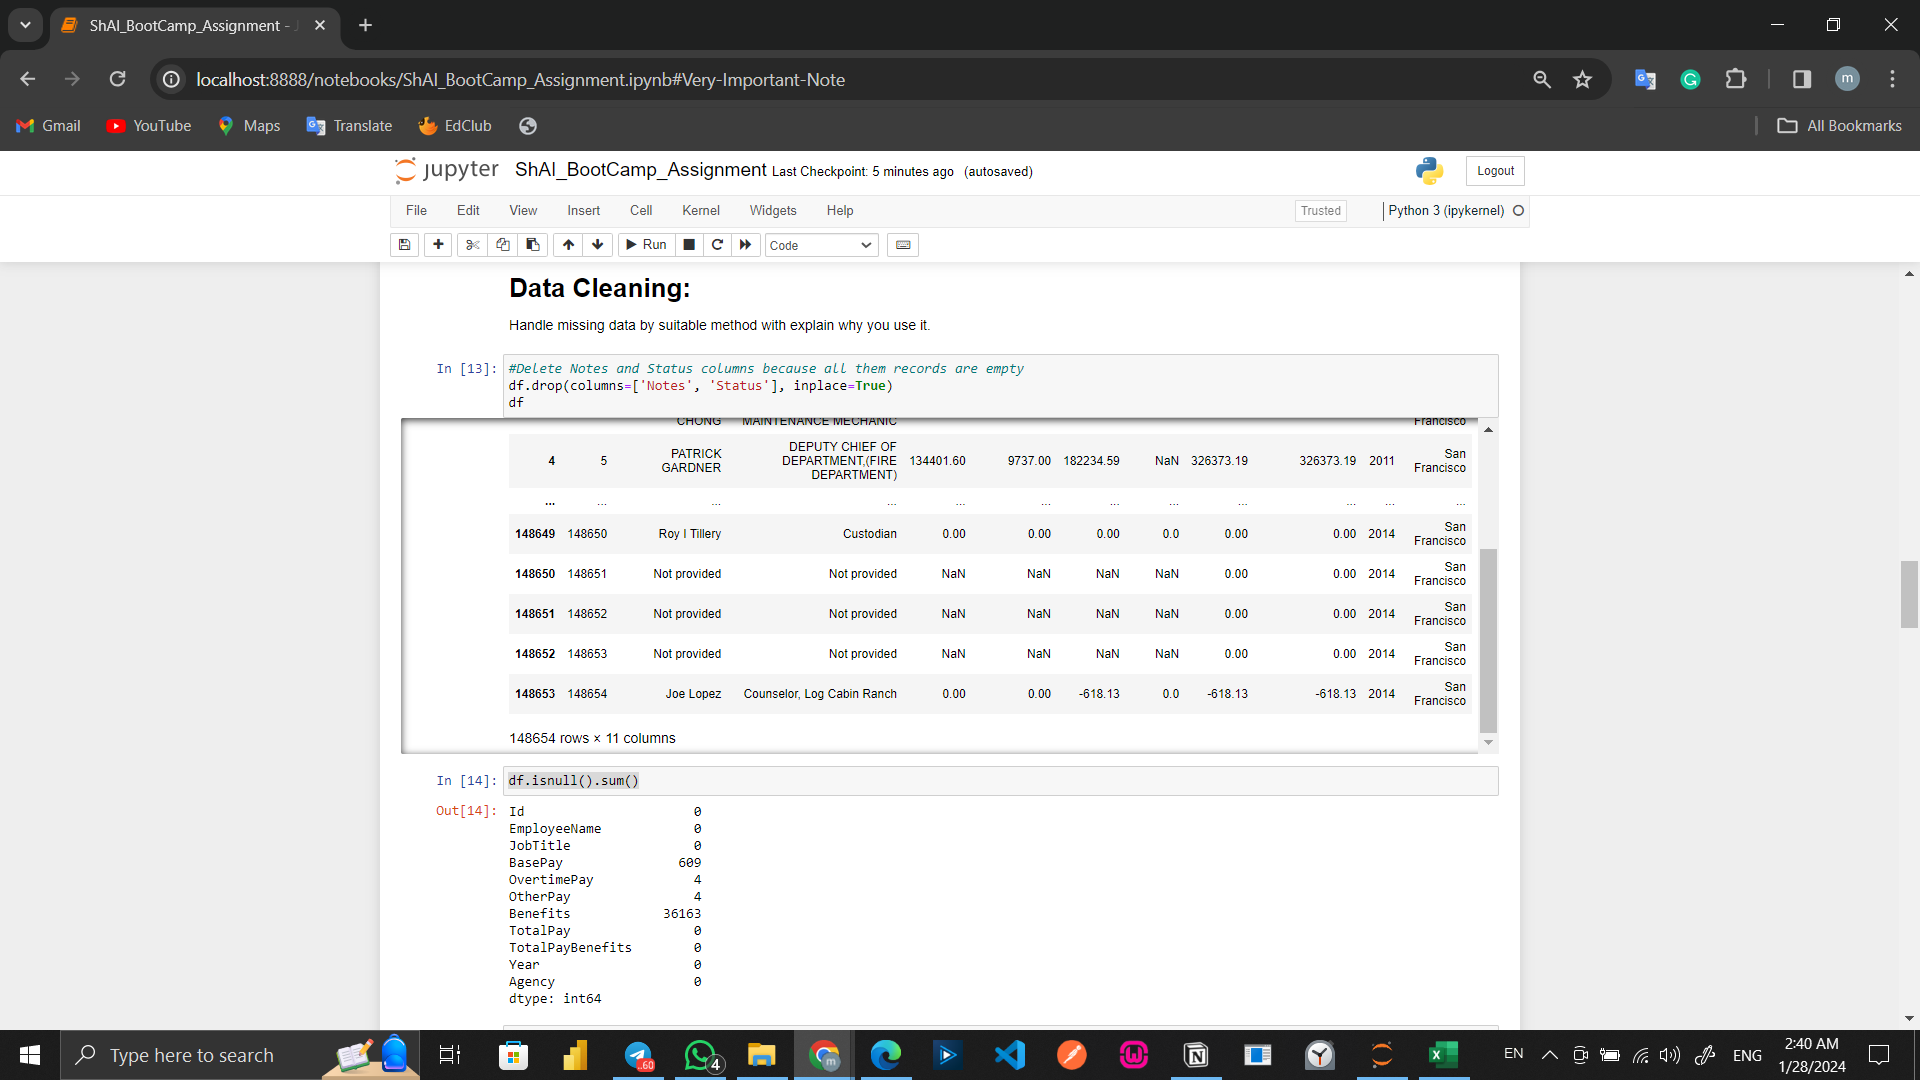 ShAI_BootCamp_Assignment - J
localhost:8888/notebooks/ShAI_BootCamp_Assignment.ipynb#Very-Important-Note
m
Gmail YouTube Maps Translate EdClub All Bookmarks
jupyter ShAI_BootCamp_Assignment Last Checkpoint: 5 minutes ago (autosaved) Logout
File Edit View Insert Cell Kernel Widgets Help Trusted Python 3 (ipykernel)
Run Code
Data Cleaning:
Handle missing data by suitable method with explain why you use it.
In [13]: #Delete Notes and Status columns because all them records are empty
df.drop(columns=['Notes', 'Status'], inplace=True)
df
CHONG MAINTENANCE MECHANIC Francisco
4 5 PATRICK GARDNER DEPUTY CHIEF OF DEPARTMENT,(FIRE DEPARTMENT) 134401.60 9737.00 182234.59 NaN 326373.19 326373.19 2011 San Francisco
... ... ... ... ... ... ... ... ... ... ... ...
148649 148650 Roy I Tillery Custodian 0.00 0.00 0.00 0.0 0.00 0.00 2014 San Francisco
148650 148651 Not provided Not provided NaN NaN NaN NaN 0.00 0.00 2014 San Francisco
148651 148652 Not provided Not provided NaN NaN NaN NaN 0.00 0.00 2014 San Francisco
148652 148653 Not provided Not provided NaN NaN NaN NaN 0.00 0.00 2014 San Francisco
148653 148654 Joe Lopez Counselor, Log Cabin Ranch 0.00 0.00 -618.13 0.0 -618.13 -618.13 2014 San Francisco
148654 rows × 11 columns
In [14]: df.isnull().sum()
Out[14]: Id 0
EmployeeName 0
JobTitle 0
BasePay 609
OvertimePay 4
OtherPay 4
Benefits 36163
TotalPay 0
TotalPayBenefits 0
Year 0
Agency 0
dtype: int64
Type here to search
..60
4
m
EN
ENG
2:40 AM
1/28/2024